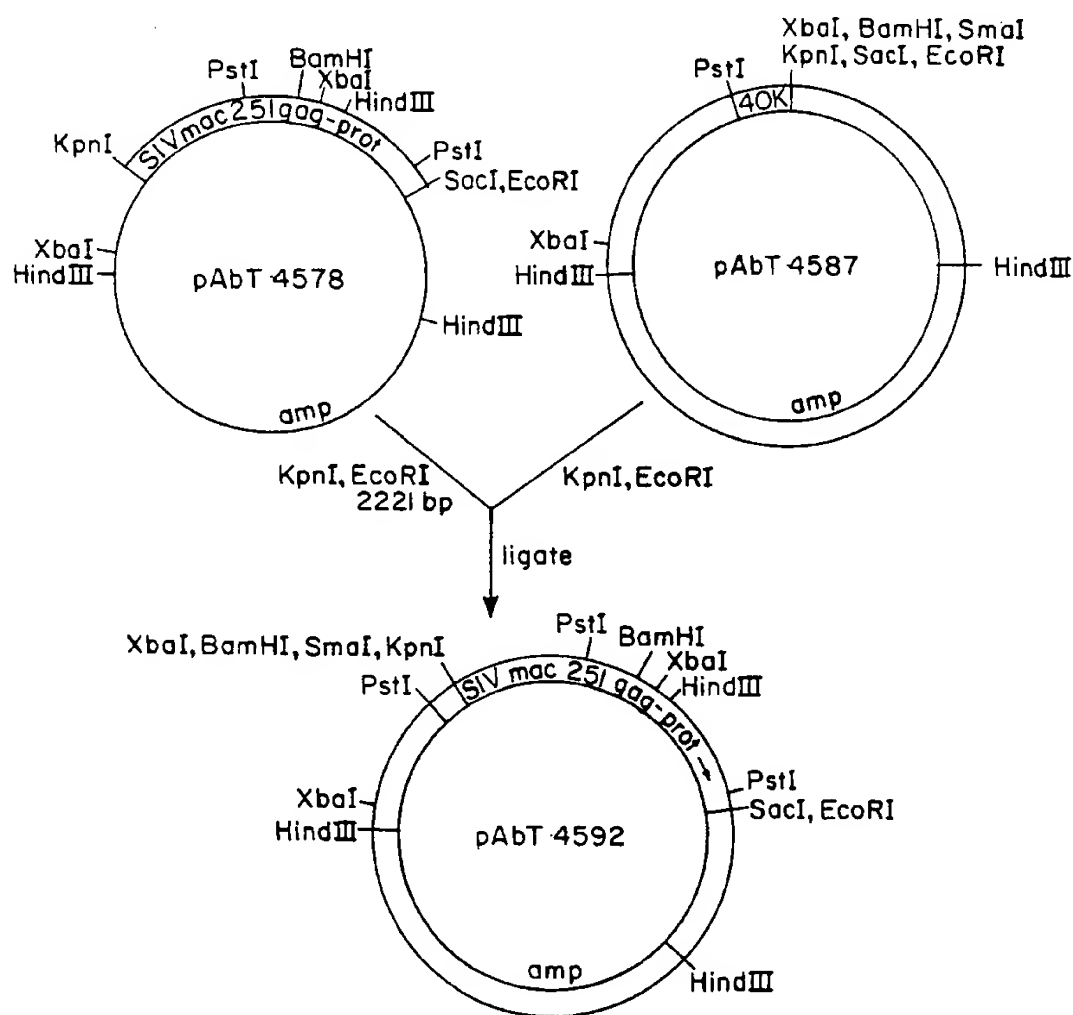 BamHI
XbaI
PstI
HindIII
SIVmac251gag-prot
KpnI
PstI
SacI, EcoRI
XbaI
HindIII
pAbT 4578
HindIII
amp
XbaI, BamHI, SmaI
KpnI, SacI, EcoRI
PstI
40K
XbaI
HindIII
pAbT 4587
HindIII
amp
KpnI, EcoRI
2221 bp
KpnI, EcoRI
ligate
XbaI, BamHI, SmaI, KpnI
PstI
PstI
BamHI
XbaI
HindIII
SIV mac 251 gag-prot →
PstI
SacI, EcoRI
XbaI
HindIII
pAbT 4592
HindIII
amp